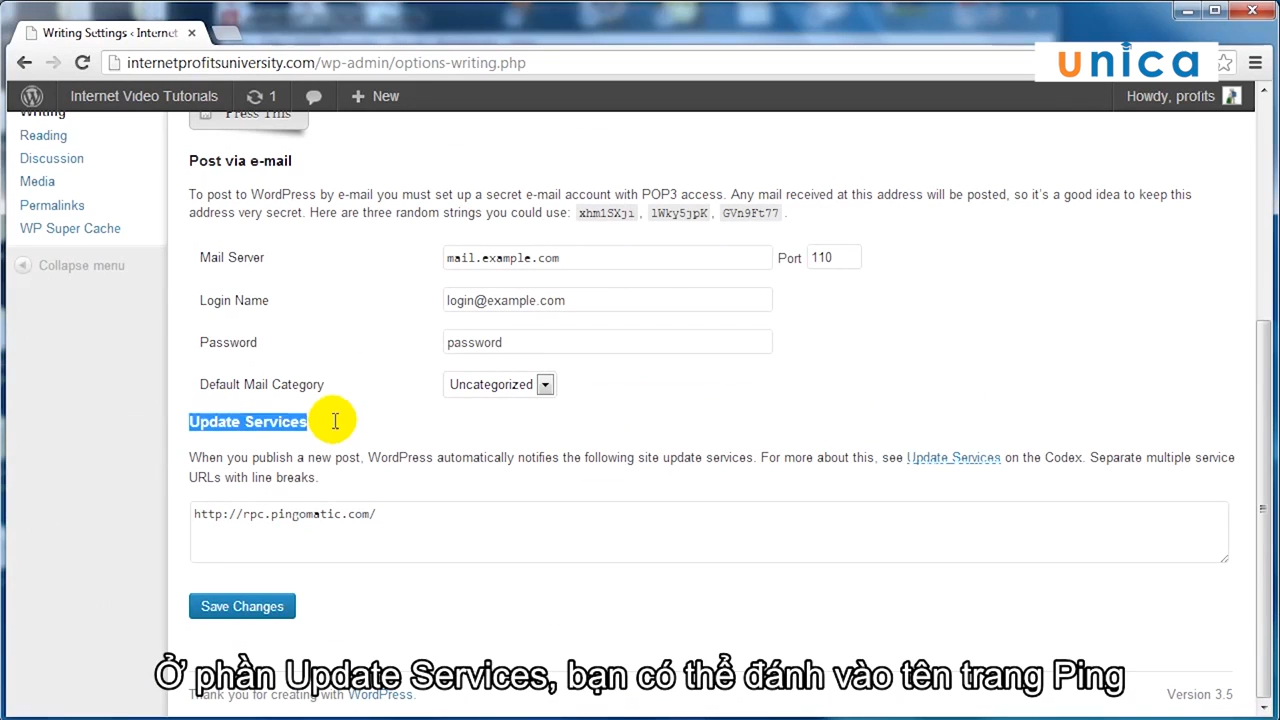 Writing Settings ‹ Internet
internetprofitsuniversity.com/wp-admin/options-writing.php
unica
Internet Video Tutorials
1
New
Howdy, profits
Writing
Press This
Reading
Discussion
Media
Permalinks
WP Super Cache
Collapse menu
Post via e-mail
To post to WordPress by e-mail you must set up a secret e-mail account with POP3 access. Any mail received at this address will be posted, so it's a good idea to keep this
address very secret. Here are three random strings you could use: xhm1SXji, lWky5jpK, GVn9Ft77.
Mail Server mail.example.com Port 110
Login Name login@example.com
Password password
Default Mail Category Uncategorized
Update Services
When you publish a new post, WordPress automatically notifies the following site update services. For more about this, see Update Services on the Codex. Separate multiple service
URLs with line breaks.
http://rpc.pingomatic.com/
Save Changes
Ở phần Update Services, bạn có thể đánh vào tên trang Ping
Thank you for creating with WordPress.
Version 3.5